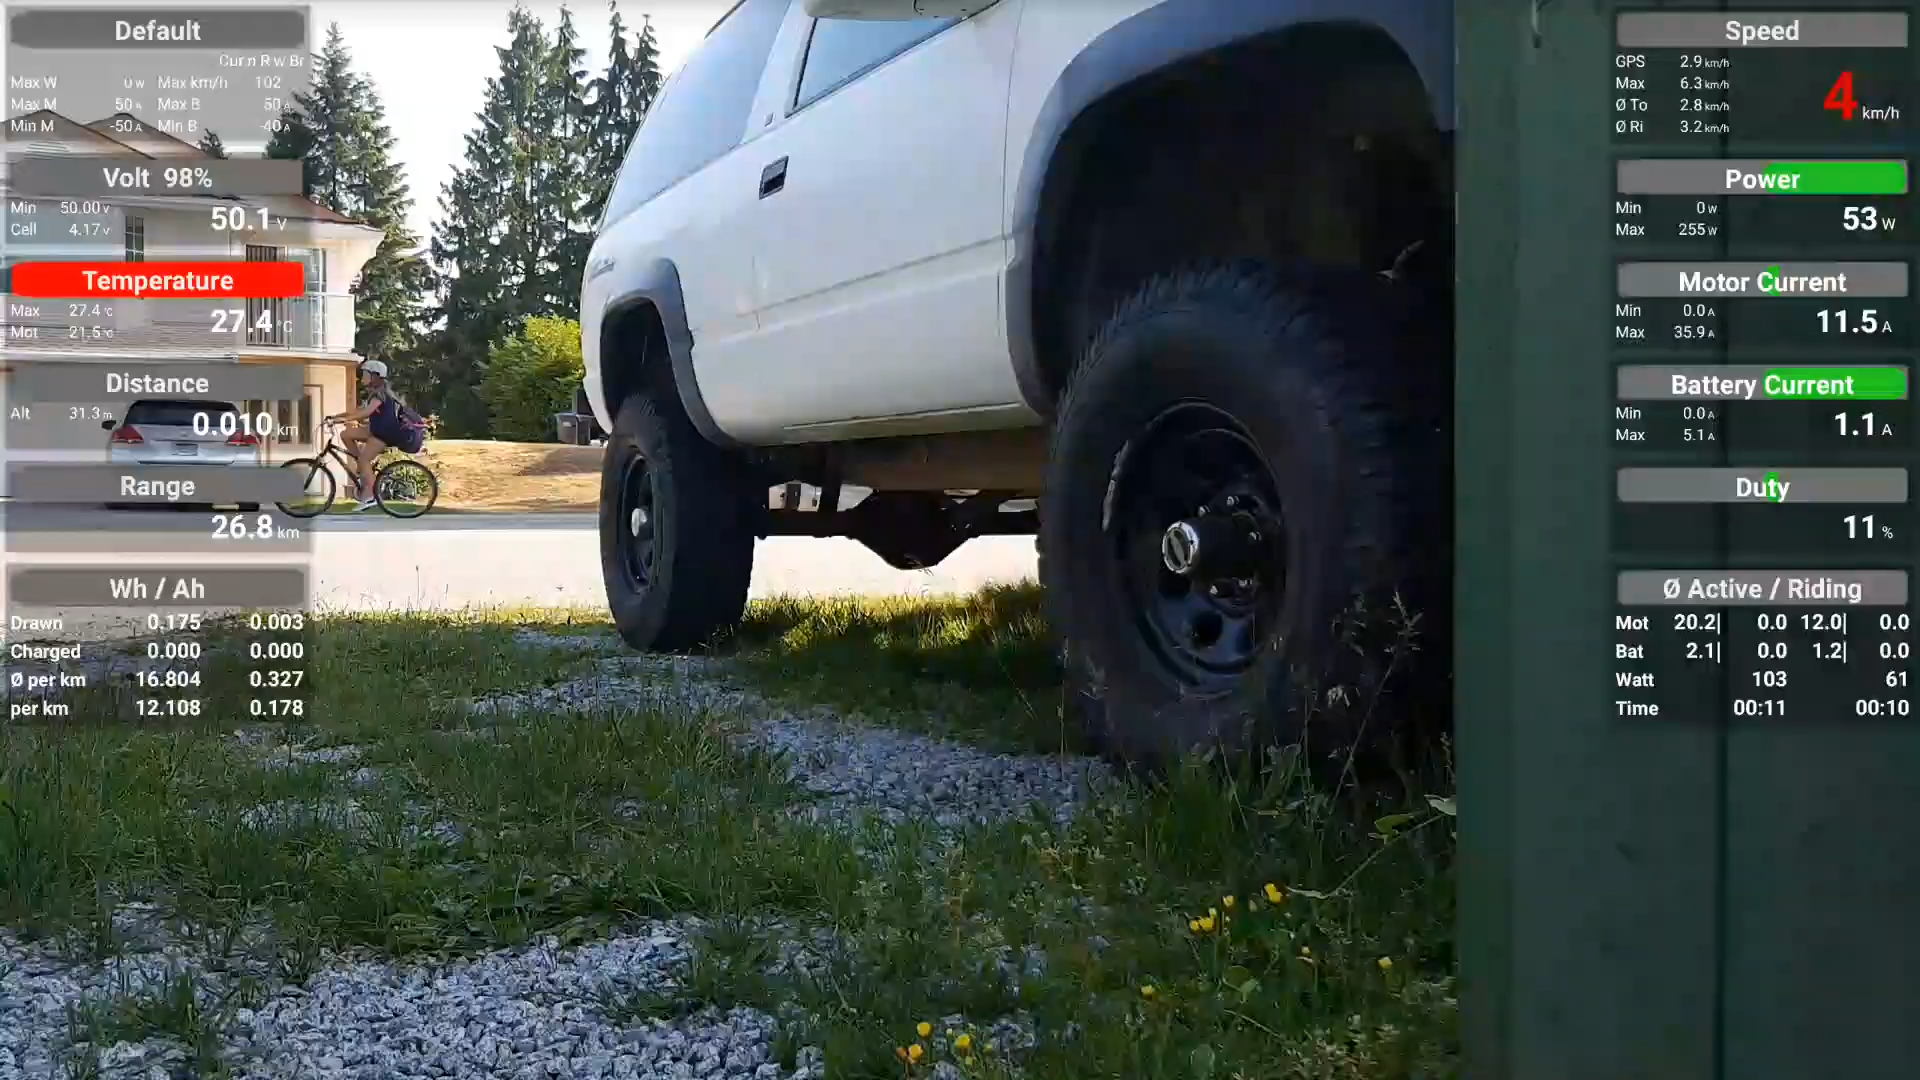 Default
Cur.n R w Br
Max W 0 W Max km/h 102
Max M 50 A Max B 50 A
Min M -50 A Min B -40 A
Volt 98%
Min 50.00 v
Cell 4.17 v
50.1 v
Temperature
Max 27.4 °C
Mot 21.5 °C
27.4 °C
Distance
Alt 31.3 m
0.010 km
Range
26.8 km
Wh / Ah
Drawn 0.175 0.003
Charged 0.000 0.000
Ø per km 16.804 0.327
per km 12.108 0.178
Speed
GPS 2.9 km/h
Max 6.3 km/h
Ø To 2.8 km/h
Ø Ri 3.2 km/h
4 km/h
Power
Min 0 W
Max 255 W
53 W
Motor Current
Min 0.0 A
Max 35.9 A
11.5 A
Battery Current
Min 0.0 A
Max 5.1 A
1.1 A
Duty
11 %
Ø Active / Riding
Mot 20.2| 0.0 12.0| 0.0
Bat 2.1| 0.0 1.2| 0.0
Watt 103 61
Time 00:11 00:10